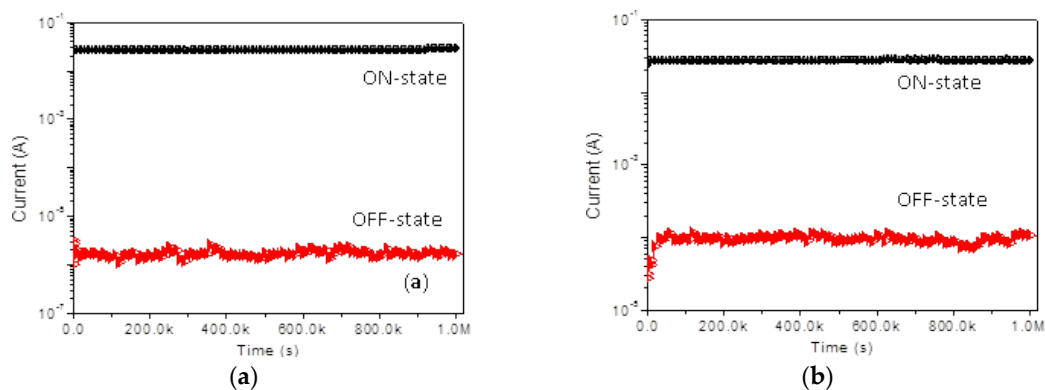 10⁻¹
10⁻³
10⁻⁵
10⁻⁷
Current (A)
ON-state
OFF-state
(a)
0.0 200.0k 400.0k 600.0k 800.0k 1.0M
Time (s)
(a)
10⁻¹
10⁻³
10⁻⁵
Current (A)
ON-state
OFF-state
0.0 200.0k 400.0k 600.0k 800.0k 1.0M
Time (s)
(b)